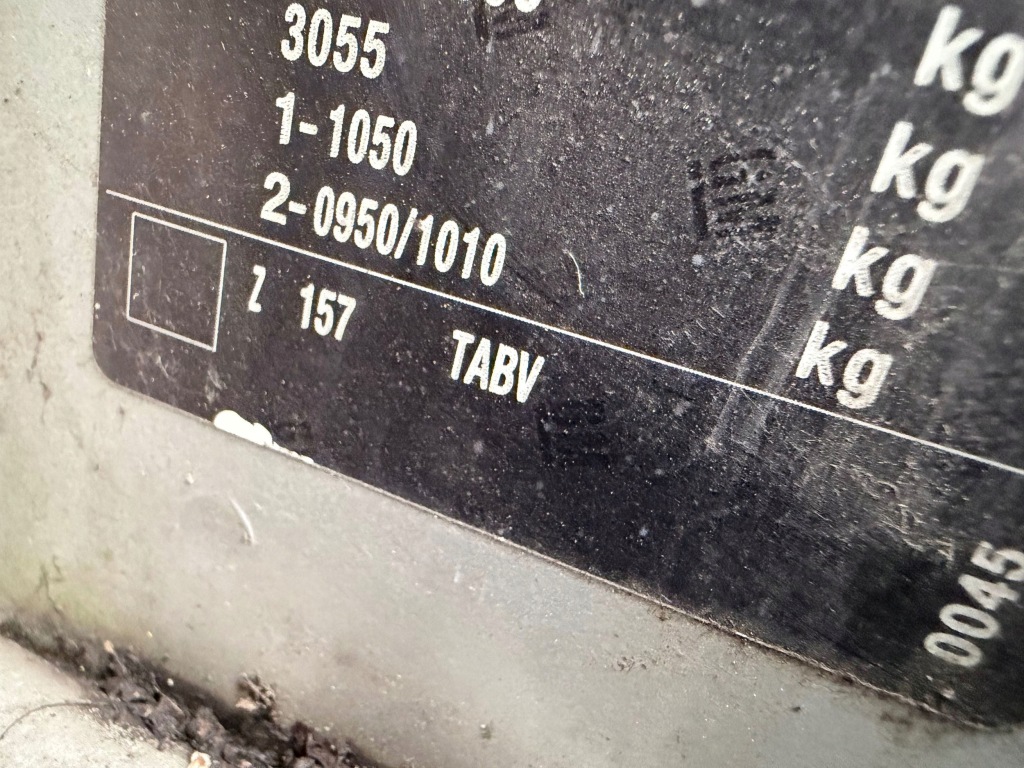 kg
3055 kg
1-1050 kg
2-0950/1010 kg
Z 157 TABV
0045